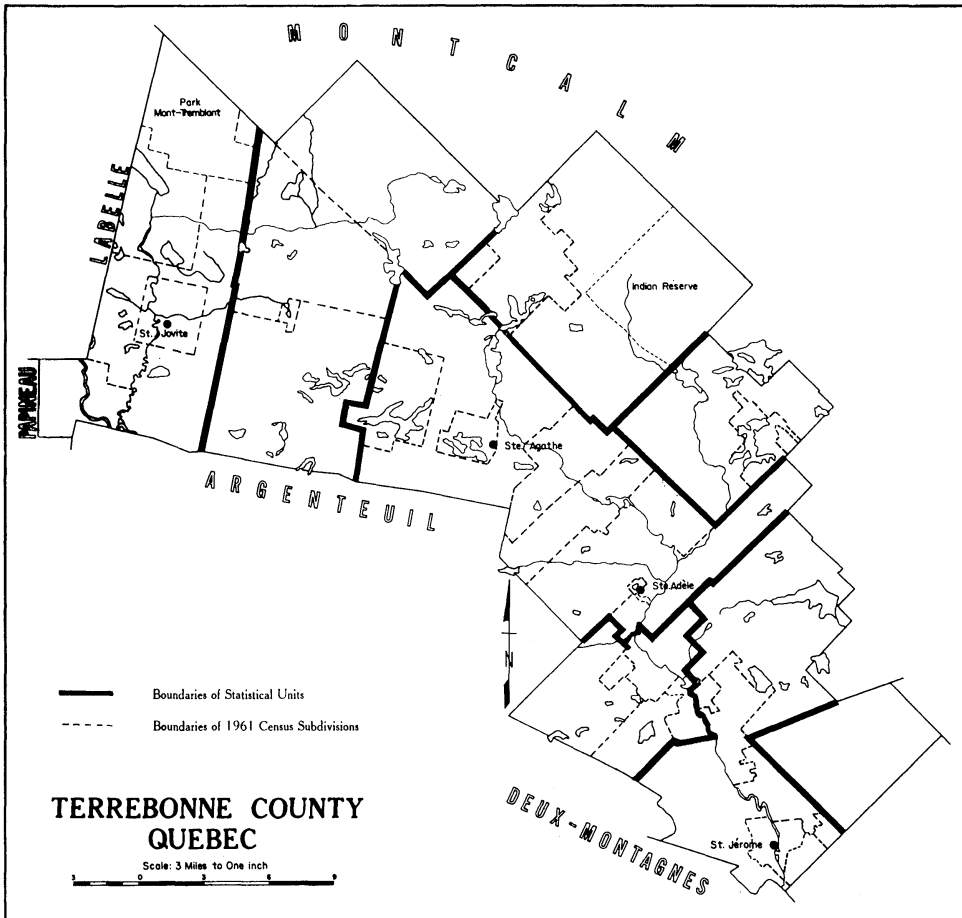 MONTCALM
Park
Mont-Tremblant
LABELLE
Indian Reserve
St. Jovite
PAPINEAU
Ste. Agathe
ARGENTEUIL
Ste. Adèle
N
Boundaries of Statistical Units
Boundaries of 1961 Census Subdivisions
DEUX-MONTAGNES
TERREBONNE COUNTY
QUEBEC
Scale: 3 Miles to One inch
3 0 3 6 9
St. Jérome